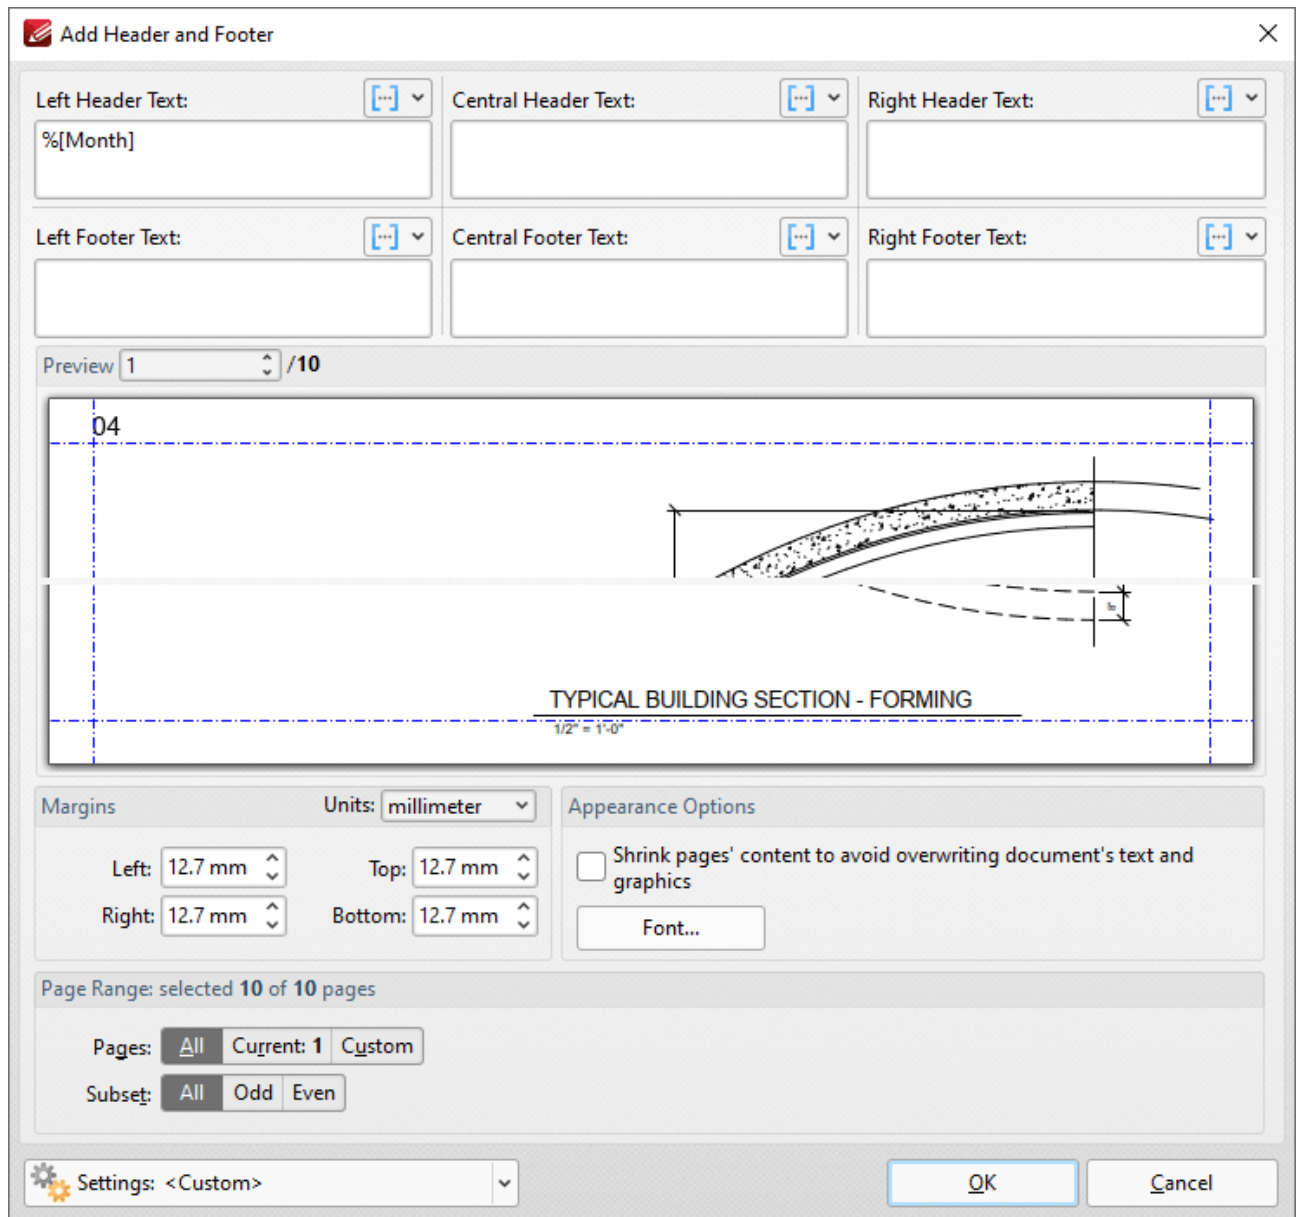 Add Header and Footer
Left Header Text:
Central Header Text:
Right Header Text:
%[Month]
Left Footer Text:
Central Footer Text:
Right Footer Text:
Preview 1 /10
04
8"
TYPICAL BUILDING SECTION - FORMING
1/2" = 1'-0"
Margins
Units: millimeter
Left: 12.7 mm
Top: 12.7 mm
Right: 12.7 mm
Bottom: 12.7 mm
Appearance Options
Shrink pages' content to avoid overwriting document's text and
graphics
Font...
Page Range: selected 10 of 10 pages
Pages: All Current: 1 Custom
Subset: All Odd Even
Settings: <Custom>
OK
Cancel